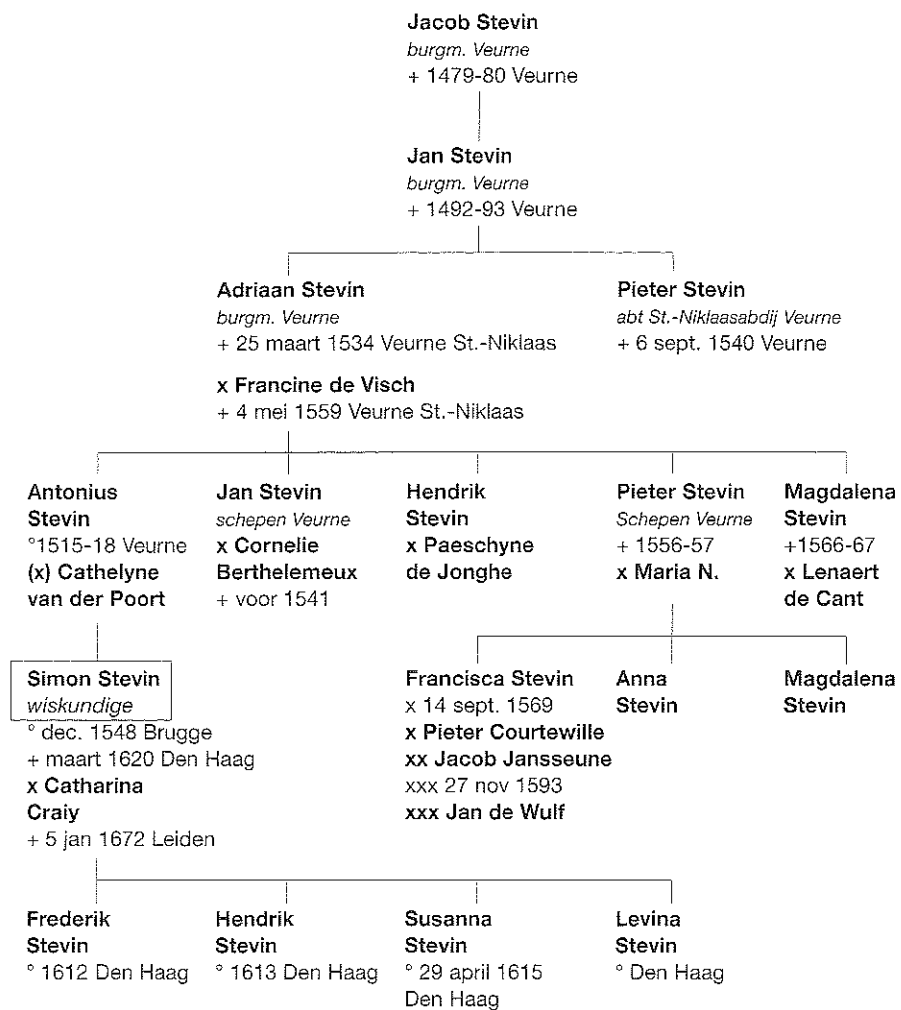 Jacob Stevin
burgm. Veurne
+ 1479-80 Veurne
Jan Stevin
burgm. Veurne
+ 1492-93 Veurne
Adriaan Stevin
burgm. Veurne
+ 25 maart 1534 Veurne St.-Niklaas
x Francine de Visch
+ 4 mei 1559 Veurne St.-Niklaas
Pieter Stevin
abt St.-Niklaasabdij Veurne
+ 6 sept. 1540 Veurne
Antonius
Stevin
°1515-18 Veurne
(x) Cathelyne
van der Poort
Jan Stevin
schepen Veurne
x Cornelie
Berthelemeux
+ voor 1541
Hendrik
Stevin
x Paeschyne
de Jonghe
Pieter Stevin
Schepen Veurne
+ 1556-57
x Maria N.
Magdalena
Stevin
+1566-67
x Lenaert
de Cant
Simon Stevin
wiskundige
° dec. 1548 Brugge
+ maart 1620 Den Haag
x Catharina
Craiy
+ 5 jan 1672 Leiden
Francisca Stevin
x 14 sept. 1569
x Pieter Courtewille
xx Jacob Jansseune
xxx 27 nov 1593
xxx Jan de Wulf
Anna
Stevin
Magdalena
Stevin
Frederik
Stevin
° 1612 Den Haag
Hendrik
Stevin
° 1613 Den Haag
Susanna
Stevin
° 29 april 1615
Den Haag
Levina
Stevin
° Den Haag